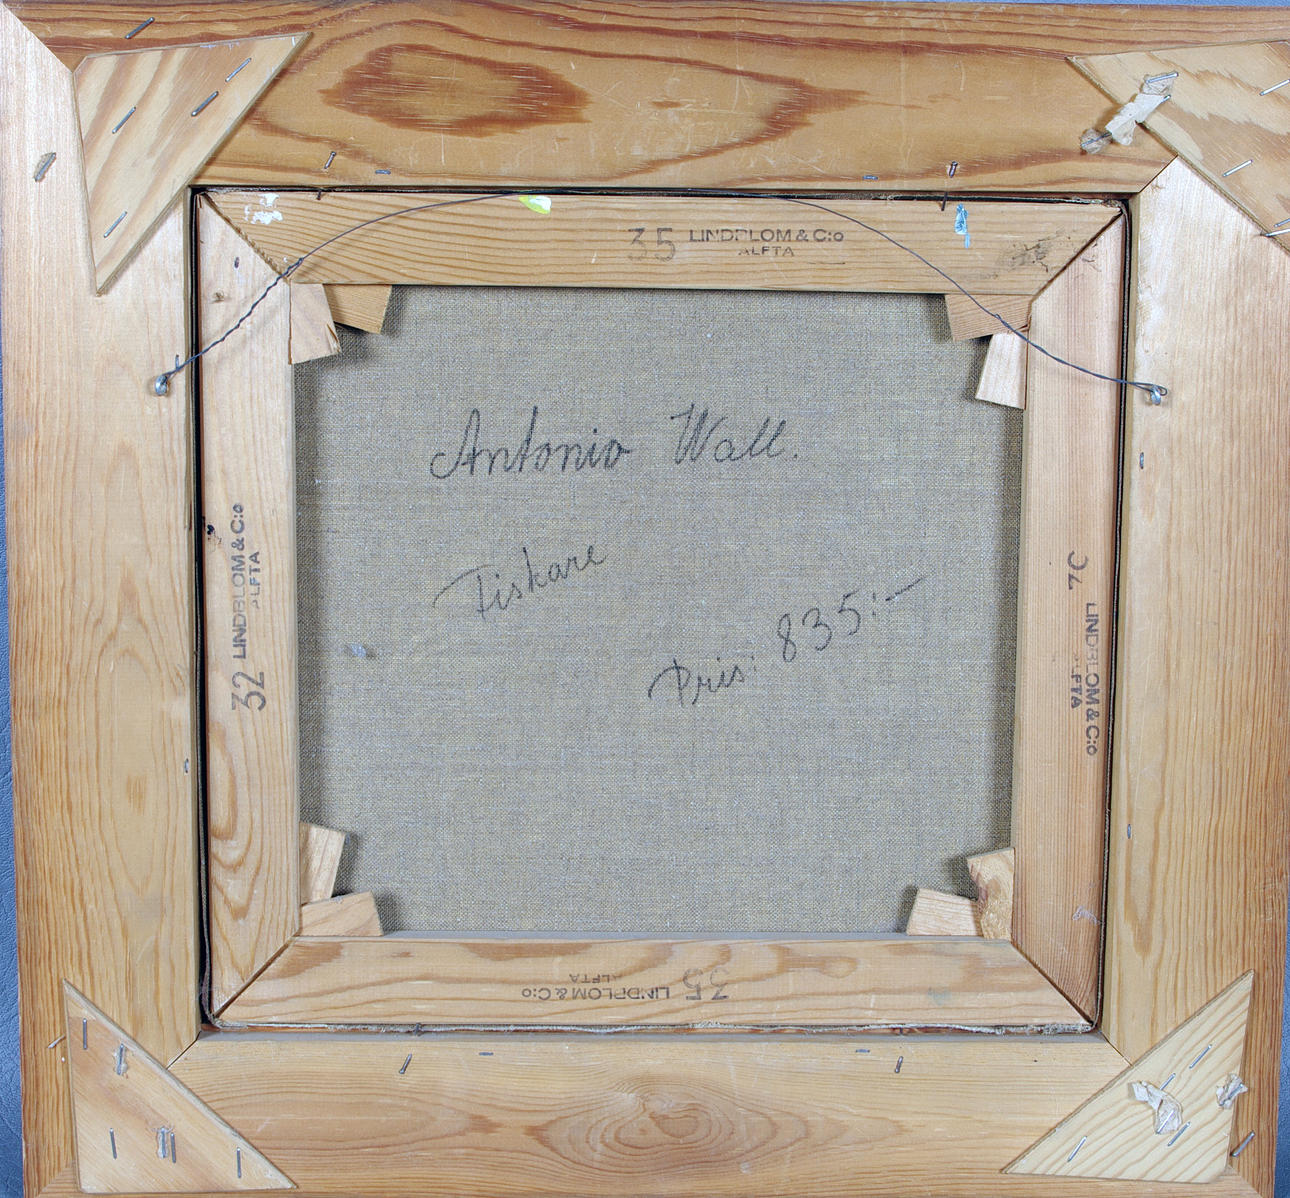 35 LINDBLOM & C:o
ALFTA
Antonio Wall.
Fiskare
Pris: 835:-
32 LINDBLOM & C:o
ALFTA
32 LINDBLOM & C:o
ALFTA
35 LINDBLOM & C:o
ALFTA